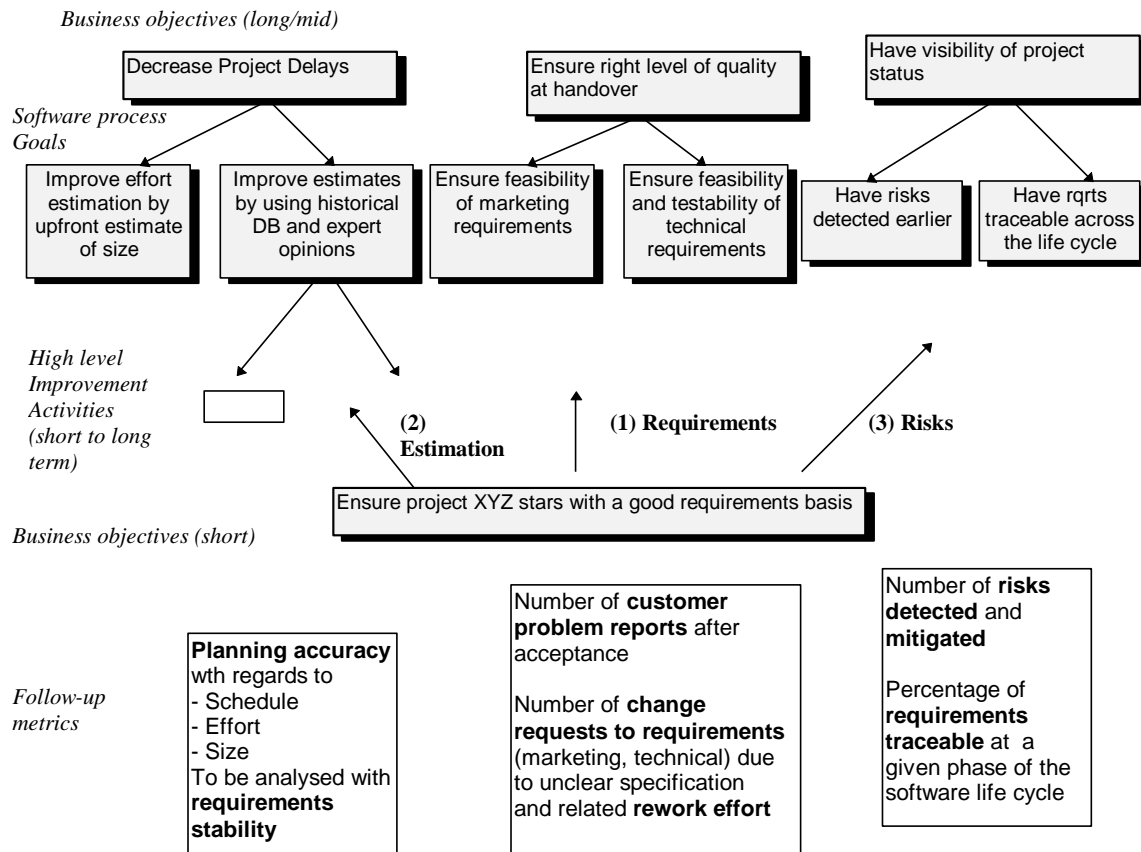 Business objectives (long/mid)
Decrease Project Delays
Ensure right level of quality
at handover
Have visibility of project
status
Software process
Goals
Improve effort
estimation by
upfront estimate
of size
Improve estimates
by using historical
DB and expert
opinions
Ensure feasibility
of marketing
requirements
Ensure feasibility
and testability of
technical
requirements
Have risks
detected earlier
Have rqrts
traceable across
the life cycle
High level
Improvement
Activities
(short to long
term)
(2)
Estimation
(1) Requirements
(3) Risks
Ensure project XYZ stars with a good requirements basis
Business objectives (short)
Follow-up
metrics
Planning accuracy
wth regards to
- Schedule
- Effort
- Size
To be analysed with
requirements
stability
Number of customer
problem reports after
acceptance
Number of change
requests to requirements
(marketing, technical) due
to unclear specification
and related rework effort
Number of risks
detected and
mitigated
Percentage of
requirements
traceable at a
given phase of the
software life cycle